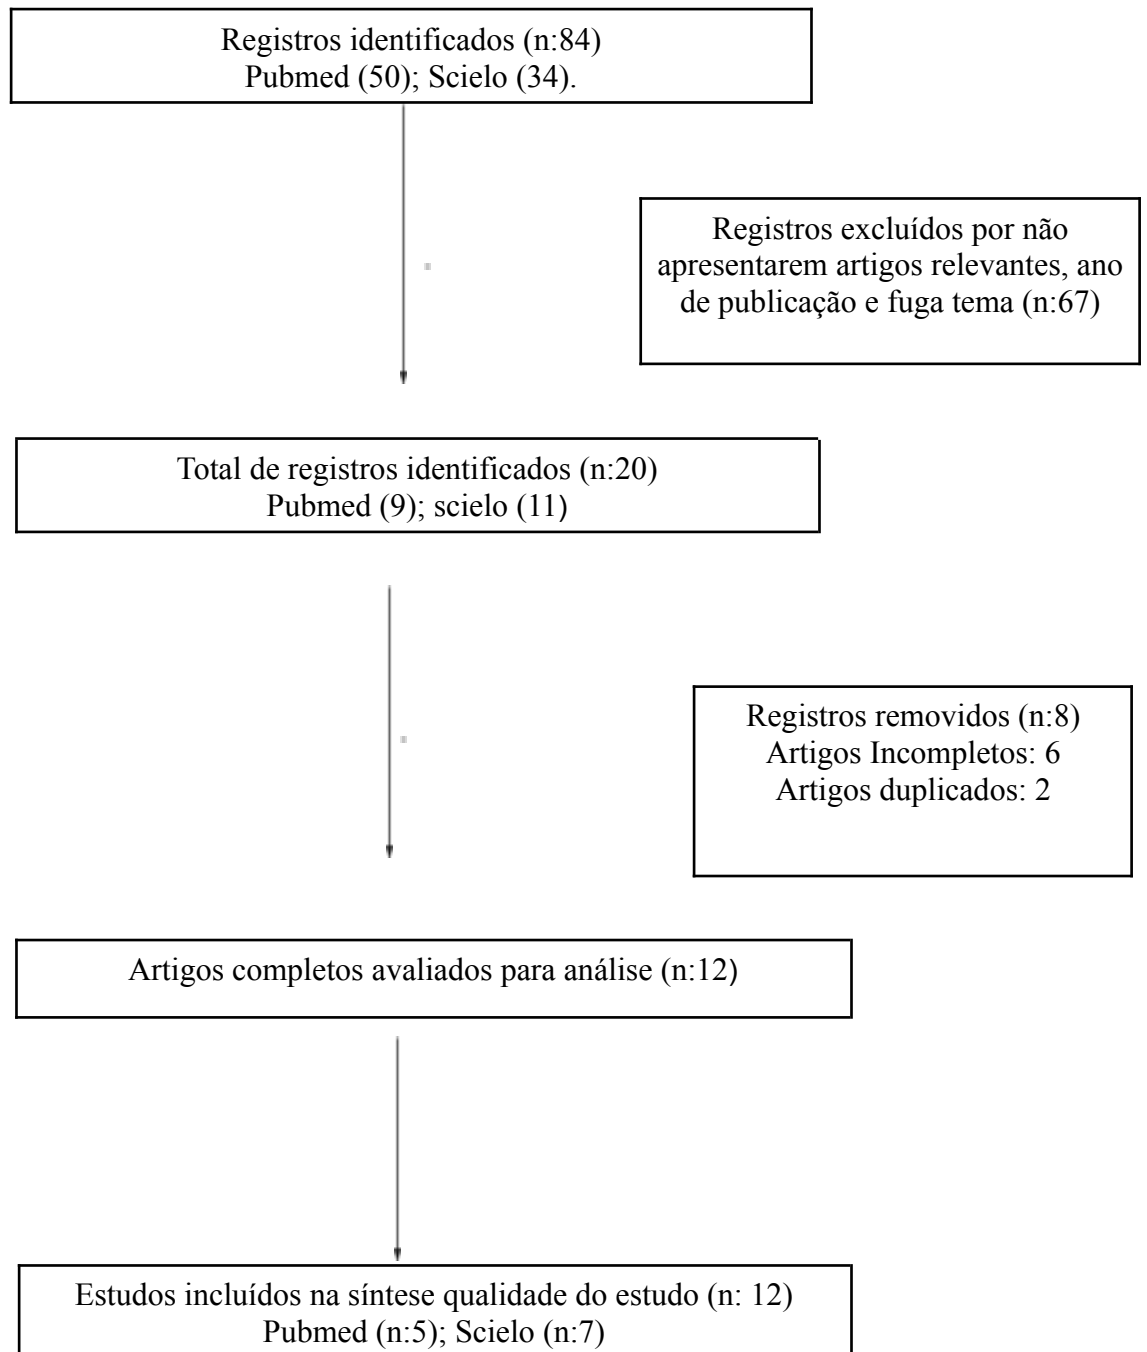 Registros identificados (n:84)
Pubmed (50); Scielo (34).
Registros excluídos por não
apresentarem artigos relevantes, ano
de publicação e fuga tema (n:67)
Total de registros identificados (n:20)
Pubmed (9); scielo (11)
Registros removidos (n:8)
Artigos Incompletos: 6
Artigos duplicados: 2
Artigos completos avaliados para análise (n:12)
Estudos incluídos na síntese qualidade do estudo (n: 12)
Pubmed (n:5); Scielo (n:7)